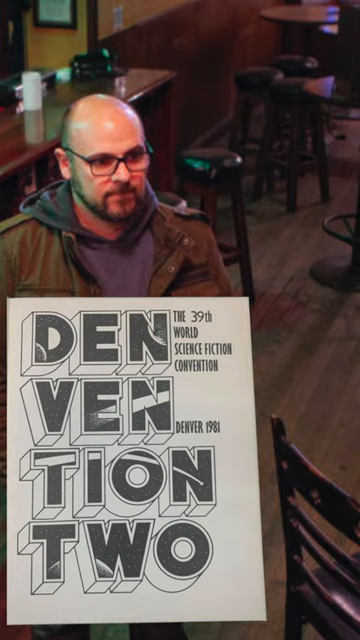 DEN
THE 39th
WORLD
SCIENCE FICTION
CONVENTION
VEN
DENVER 1981
TION
TWO